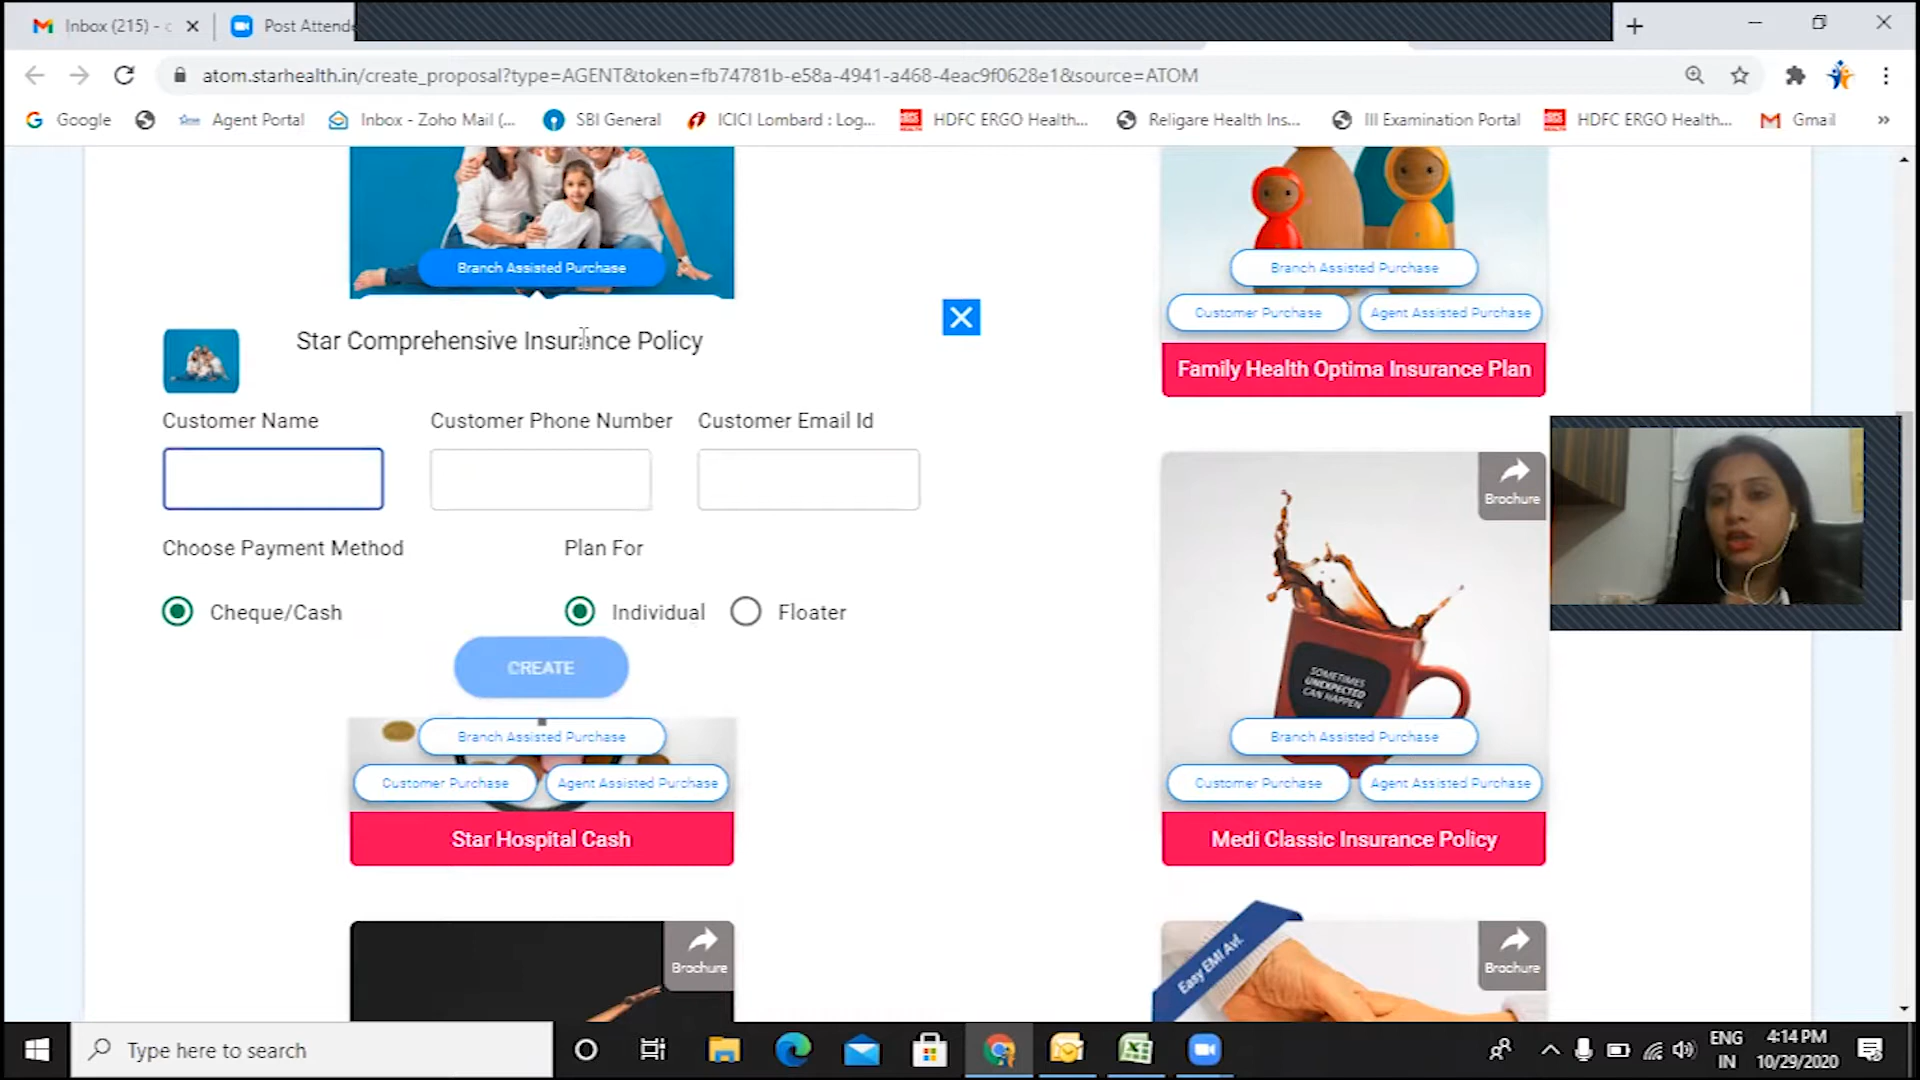 Inbox (215) - c
Post Attende
atom.starhealth.in/create_proposal?type=AGENT&token=fb74781b-e58a-4941-a468-4eac9f0628e1&source=ATOM
Google
Agent Portal
Inbox - Zoho Mail (...
SBI General
ICICI Lombard : Log...
HDFC ERGO Health...
Religare Health Ins...
III Examination Portal
HDFC ERGO Health...
Gmail
»
Branch Assisted Purchase
Branch Assisted Purchase
Customer Purchase
Agent Assisted Purchase
Family Health Optima Insurance Plan
Star Comprehensive Insurance Policy
Customer Name
Customer Phone Number
Customer Email Id
Choose Payment Method
Plan For
Cheque/Cash
Individual
Floater
CREATE
Brochure
SOMETIMES
UNEXPECTED
CAN HAPPEN
Branch Assisted Purchase
Customer Purchase
Agent Assisted Purchase
Star Hospital Cash
Branch Assisted Purchase
Customer Purchase
Agent Assisted Purchase
Medi Classic Insurance Policy
Brochure
Easy EMI Avl.
Brochure
Type here to search
ENG
IN
4:14 PM
10/29/2020